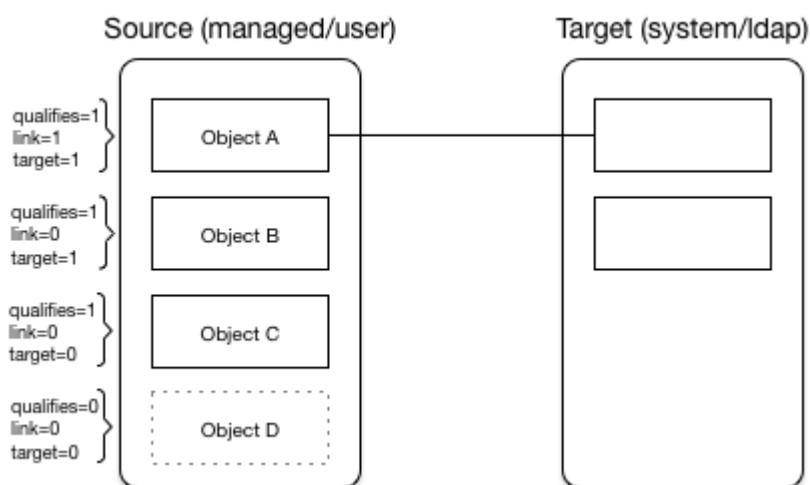 Source (managed/user)
Target (system/ldap)
qualifies=1
link=1
target=1
Object A
qualifies=1
link=0
target=1
Object B
qualifies=1
link=0
target=0
Object C
qualifies=0
link=0
target=0
Object D